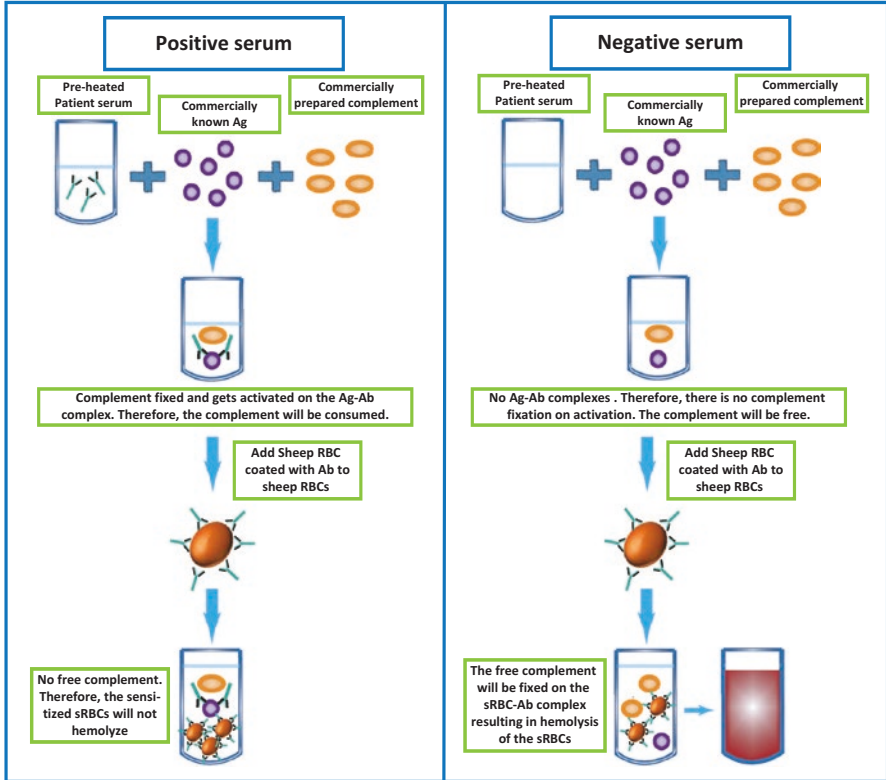 Positive serum
Pre-heated
Patient serum
Commercially
known Ag
Commercially
prepared complement
Complement fixed and gets activated on the Ag-Ab
complex. Therefore, the complement will be consumed.
Add Sheep RBC
coated with Ab to
sheep RBCs
No free complement.
Therefore, the sensi-
tized sRBCs will not
hemolyze
Negative serum
Pre-heated
Patient serum
Commercially
known Ag
Commercially
prepared complement
No Ag-Ab complexes . Therefore, there is no complement
fixation on activation. The complement will be free.
Add Sheep RBC
coated with Ab to
sheep RBCs
The free complement
will be fixed on the
sRBC-Ab complex
resulting in hemolysis
of the sRBCs